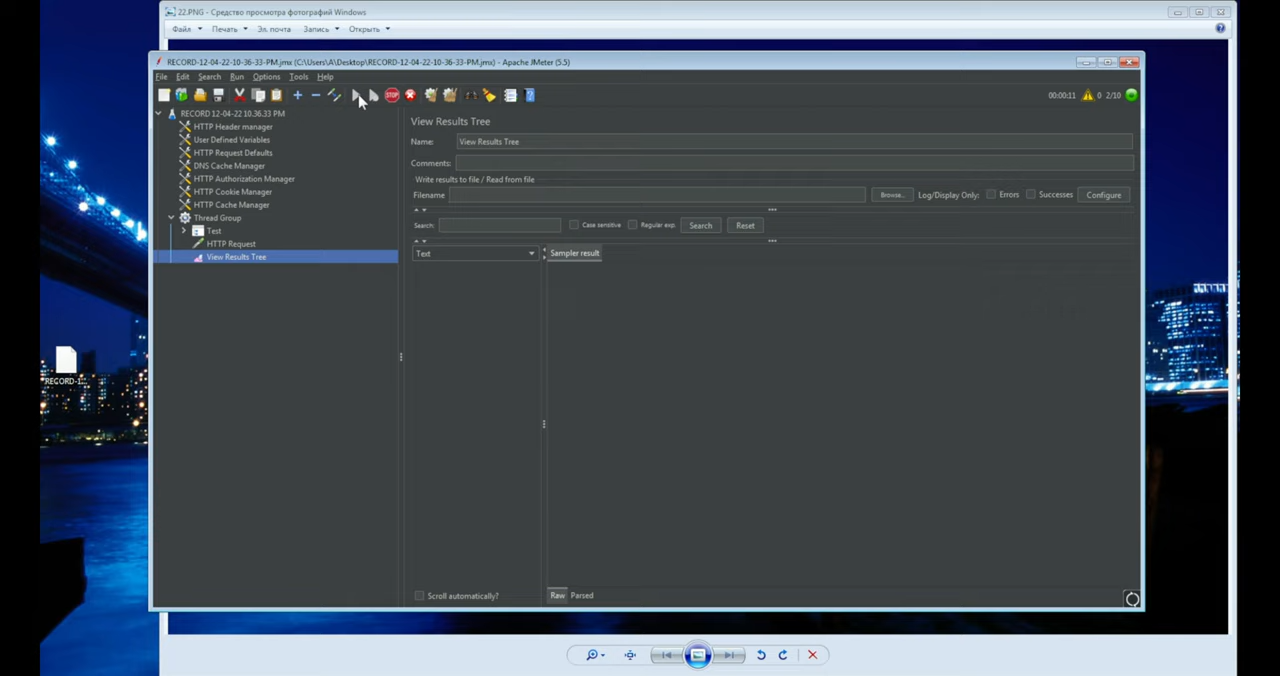 22.PNG - Средство просмотра фотографий Windows
Файл Печать Эл. почта Запись Открыть
RECORD-12-04-22-10-36-33-PM.jmx (C:\Users\A\Desktop\RECORD-12-04-22-10-36-33-PM.jmx) - Apache JMeter (5.5)
File Edit Search Run Options Tools Help
STOP
00:00:11 0 2/10
RECORD 12-04-22 10.36.33 PM
HTTP Header manager
User Defined Variables
HTTP Request Defaults
DNS Cache Manager
HTTP Authorization Manager
HTTP Cookie Manager
HTTP Cache Manager
Thread Group
Test
HTTP Request
View Results Tree
View Results Tree
Name: View Results Tree
Comments:
Write results to file / Read from file
Filename Browse... Log/Display Only: Errors Successes Configure
Search: Case sensitive Regular exp. Search Reset
Text Sampler result
Scroll automatically? Raw Parsed
RECORD-1...